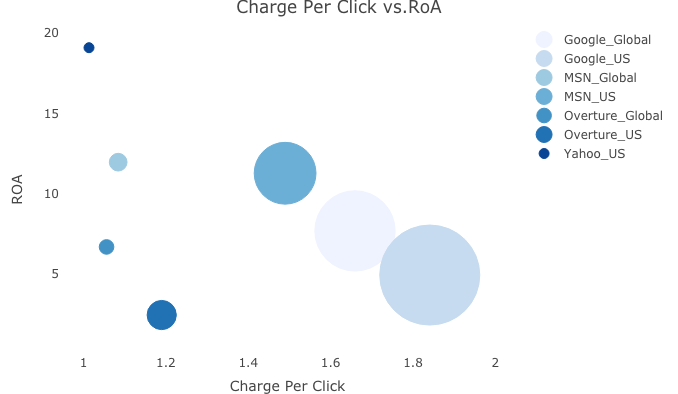 Charge Per Click vs.RoA
20
15
10
5
ROA
1
1.2
1.4
1.6
1.8
2
Charge Per Click
Google_Global
Google_US
MSN_Global
MSN_US
Overture_Global
Overture_US
Yahoo_US